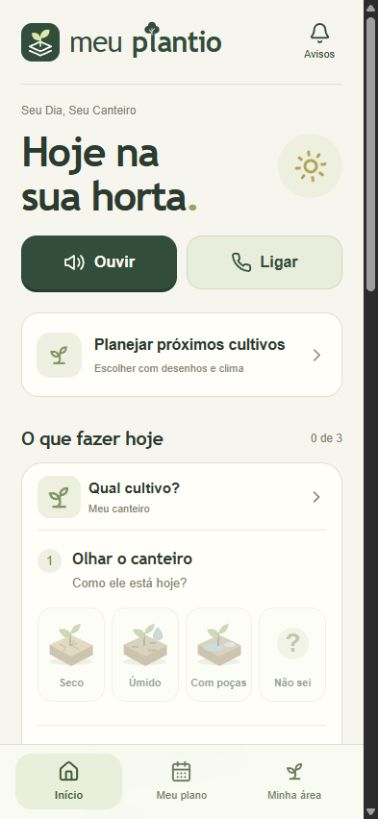 meu plantio
Avisos
Seu Dia, Seu Canteiro
Hoje na
sua horta.
Ouvir
Ligar
Planejar próximos cultivos
Escolher com desenhos e clima
O que fazer hoje
0 de 3
Qual cultivo?
Meu canteiro
1
Olhar o canteiro
Como ele está hoje?
Seco
Úmido
Com poças
?
Não sei
Início
Meu plano
Minha área